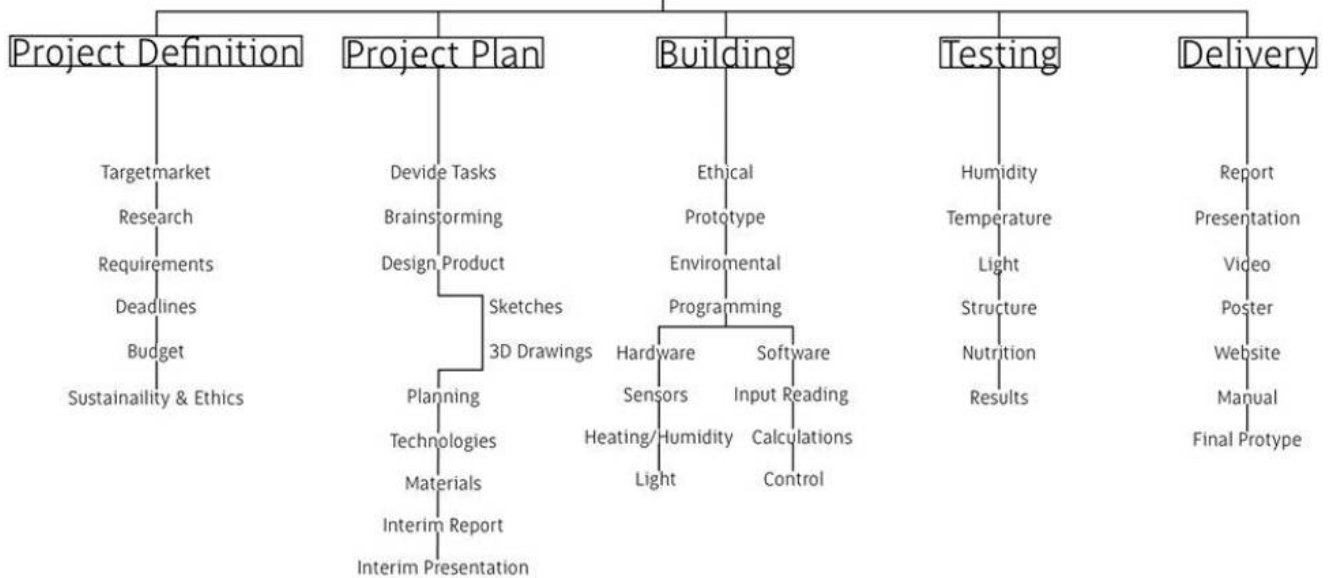 Project Definition
Targetmarket
Research
Requirements
Deadlines
Budget
Sustainaility & Ethics
Project Plan
Devide Tasks
Brainstorming
Design Product
Sketches
3D Drawings
Planning
Technologies
Materials
Interim Report
Interim Presentation
Building
Ethical
Prototype
Enviromental
Programming
Hardware
Sensors
Heating/Humidity
Light
Software
Input Reading
Calculations
Control
Testing
Humidity
Temperature
Light
Structure
Nutrition
Results
Delivery
Report
Presentation
Video
Poster
Website
Manual
Final Protype